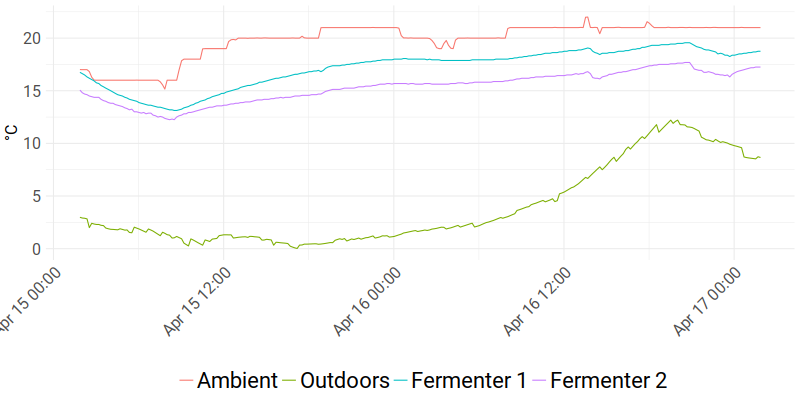 20
15
10
5
0
°C
Apr 15 00:00
Apr 15 12:00
Apr 16 00:00
Apr 16 12:00
Apr 17 00:00
Ambient Outdoors Fermenter 1 Fermenter 2